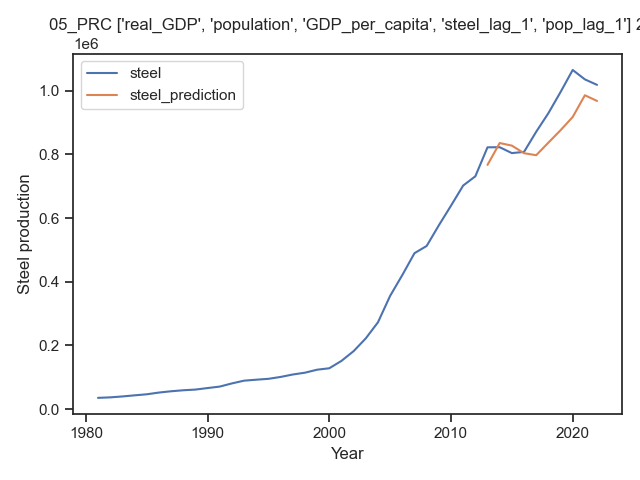 05_PRC ['real_GDP', 'population', 'GDP_per_capita', 'steel_lag_1', 'pop_lag_1'] 2
1e6
steel
steel_prediction
1.0
0.8
0.6
0.4
0.2
0.0
Steel production
1980
1990
2000
2010
2020
Year